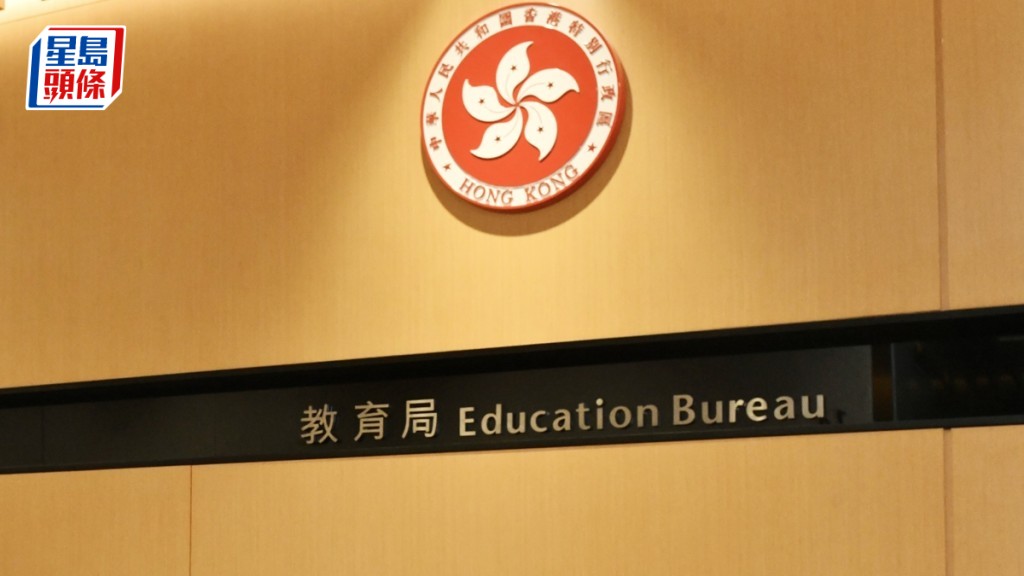 星島
頭條
中華人民共和國香港特別行政區
HONG KONG
教育局 Education Bureau